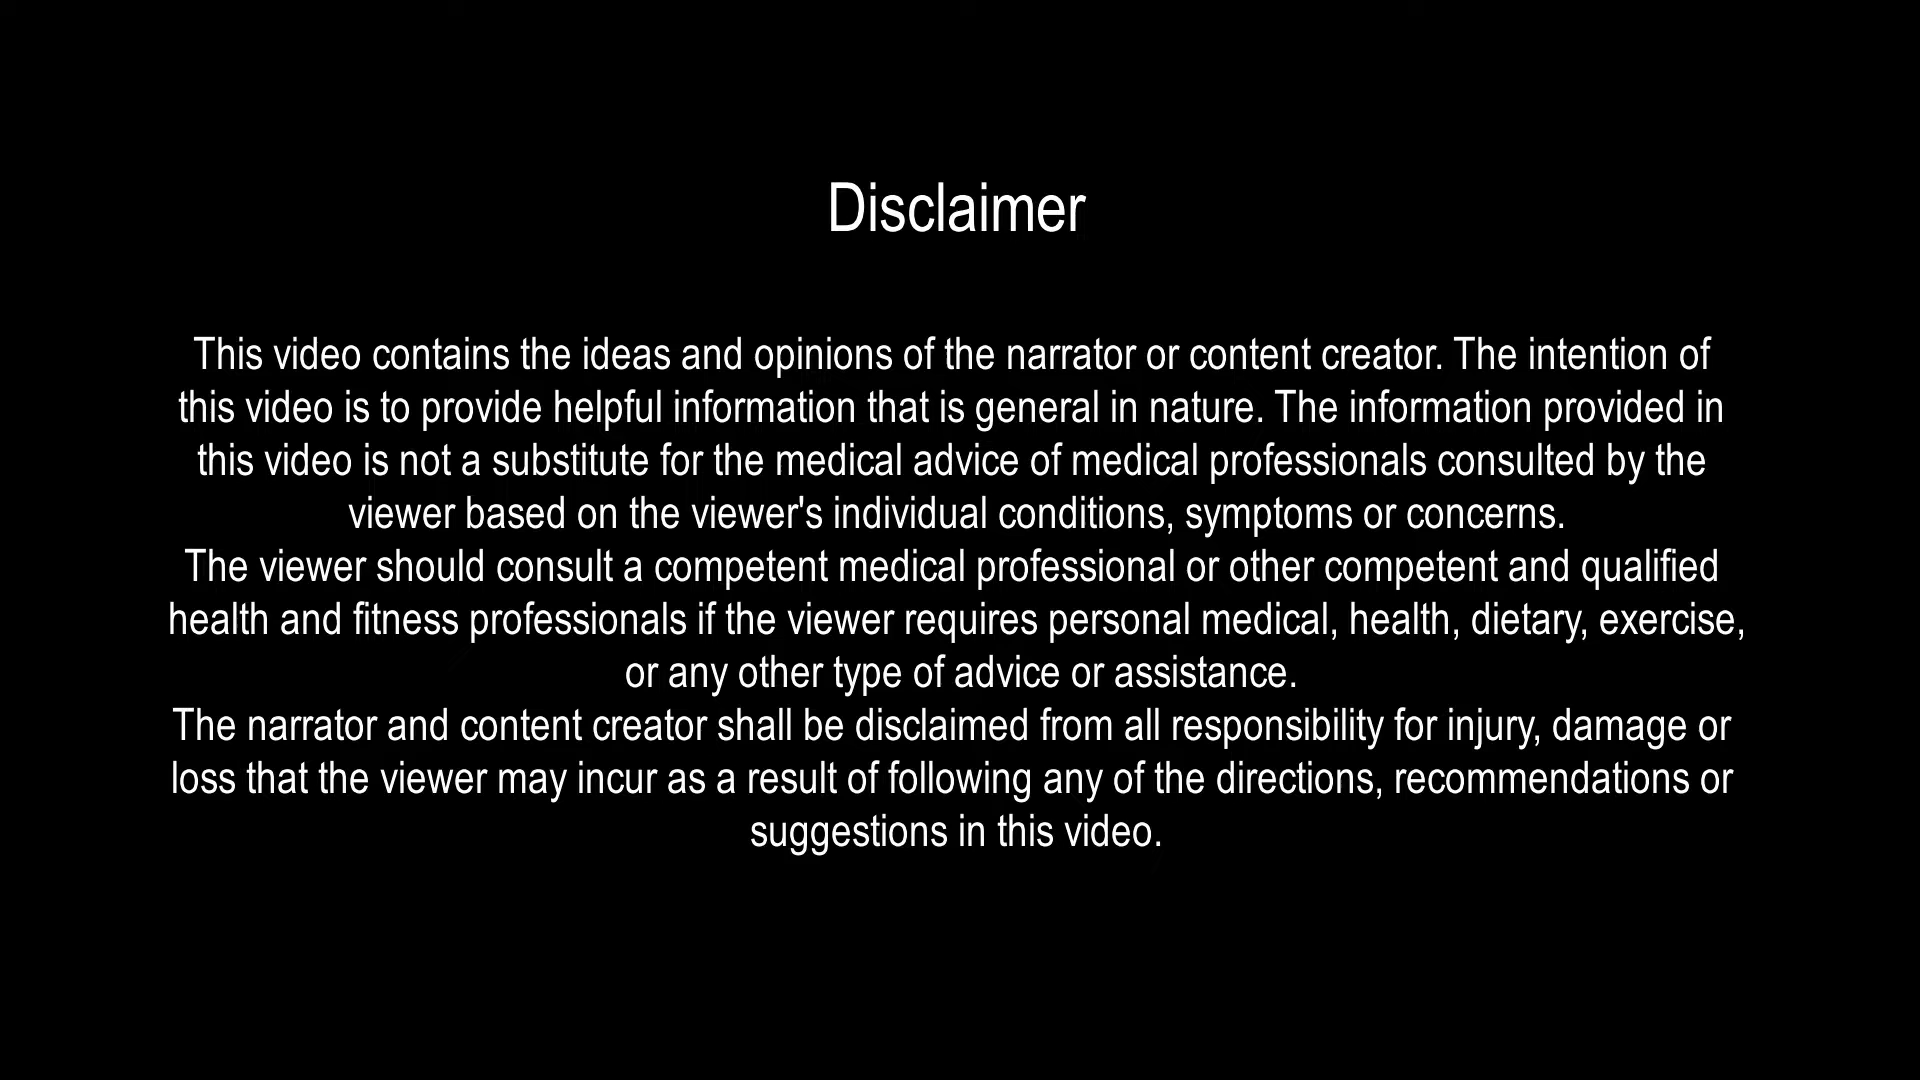 Disclaimer
This video contains the ideas and opinions of the narrator or content creator. The intention of
this video is to provide helpful information that is general in nature. The information provided in
this video is not a substitute for the medical advice of medical professionals consulted by the
viewer based on the viewer's individual conditions, symptoms or concerns.
The viewer should consult a competent medical professional or other competent and qualified
health and fitness professionals if the viewer requires personal medical, health, dietary, exercise,
or any other type of advice or assistance.
The narrator and content creator shall be disclaimed from all responsibility for injury, damage or
loss that the viewer may incur as a result of following any of the directions, recommendations or
suggestions in this video.